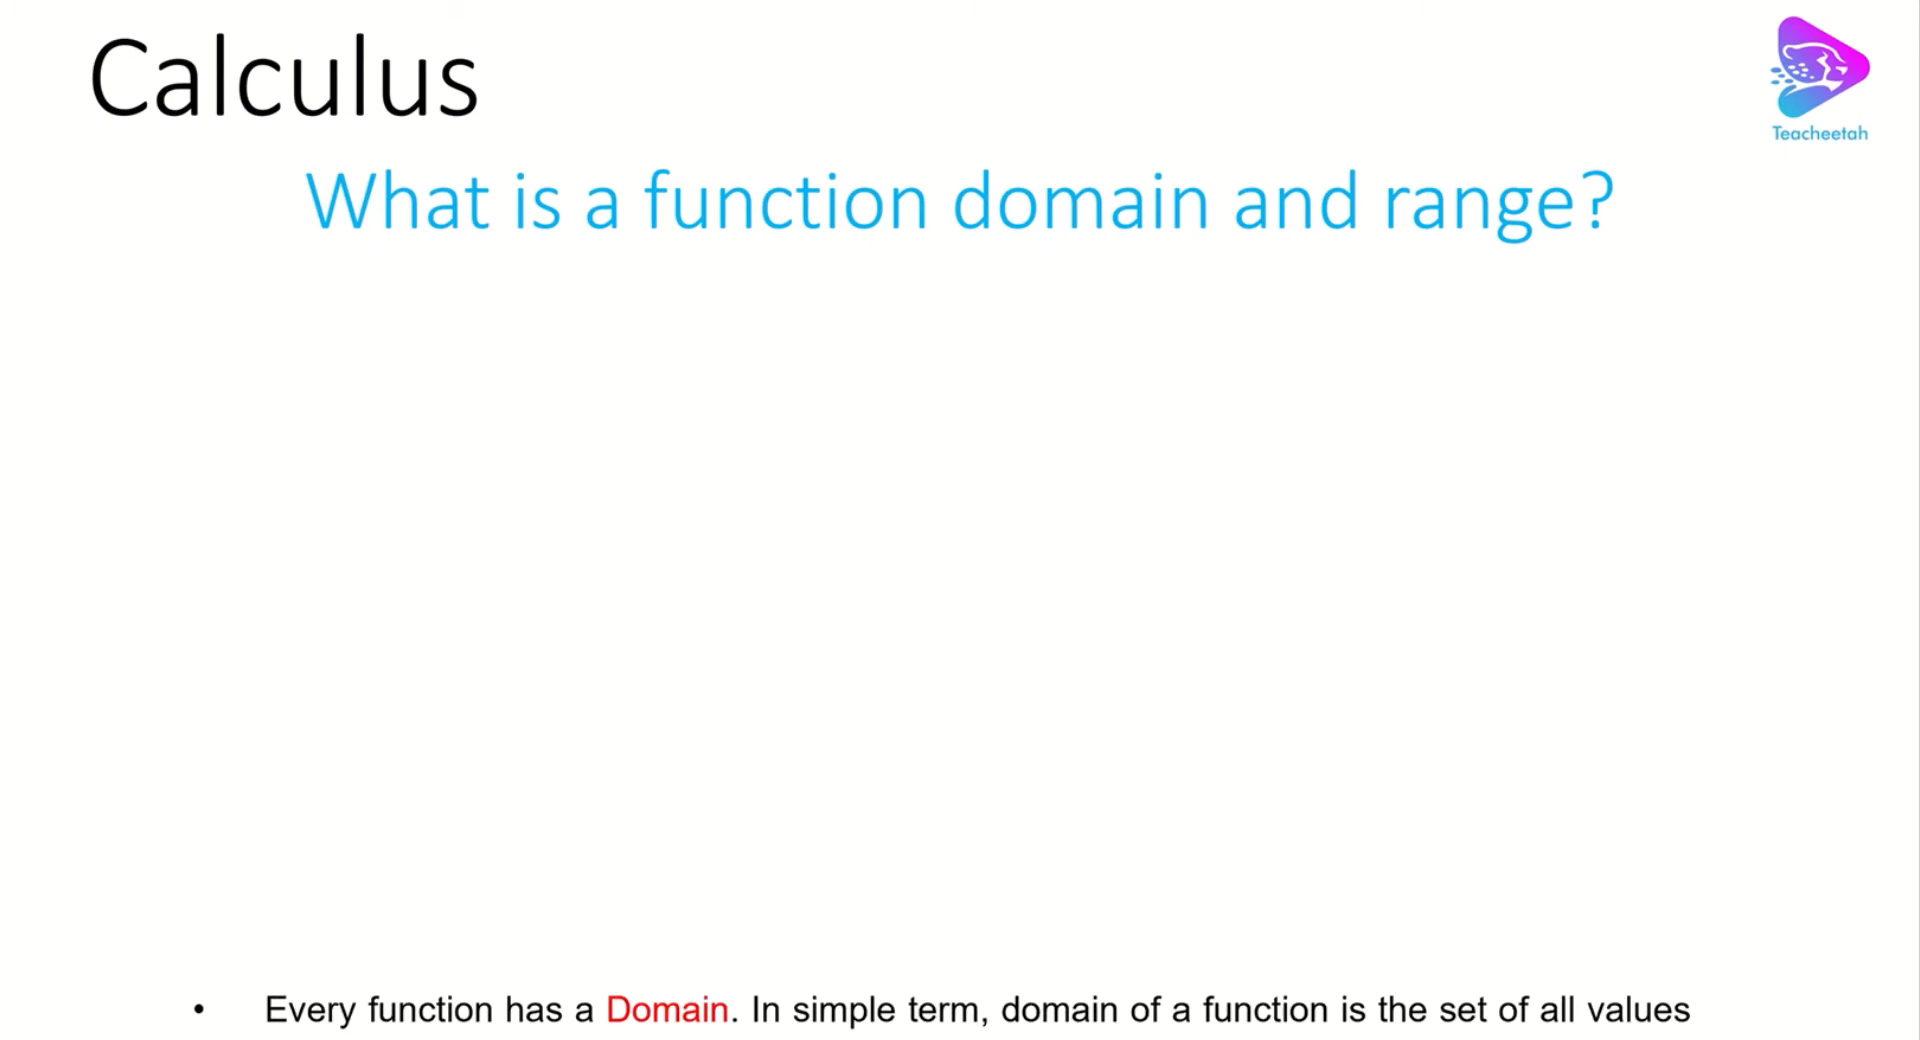 Calculus
Teacheetah
What is a function domain and range?
• Every function has a Domain. In simple term, domain of a function is the set of all values